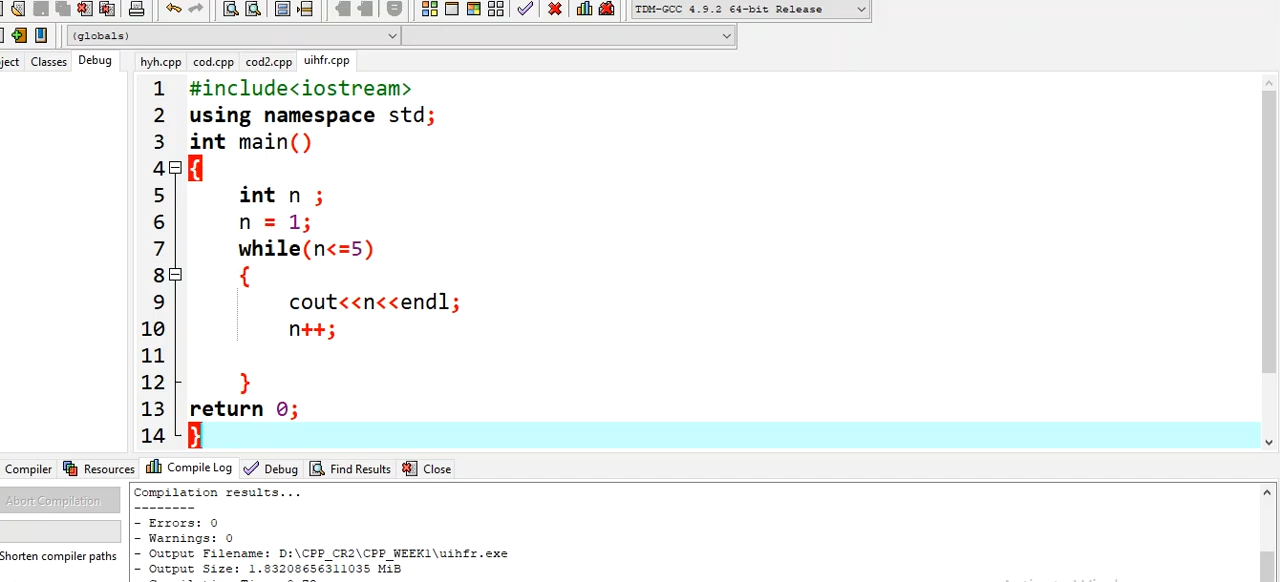 TDM-GCC 4.9.2 64-bit Release
(globals)
ject Classes Debug hyh.cpp cod.cpp cod2.cpp uihfr.cpp
1 #include<iostream>
2 using namespace std;
3 int main()
4 {
5 int n ;
6 n = 1;
7 while(n<=5)
8 {
9 cout<<n<<endl;
10 n++;
11
12 }
13 return 0;
14 }
Compiler Resources Compile Log Debug Find Results Close
Abort Compilation
Shorten compiler paths
Compilation results...
--------
- Errors: 0
- Warnings: 0
- Output Filename: D:\CPP_CR2\CPP_WEEK1\uihfr.exe
- Output Size: 1.83208656311035 MiB